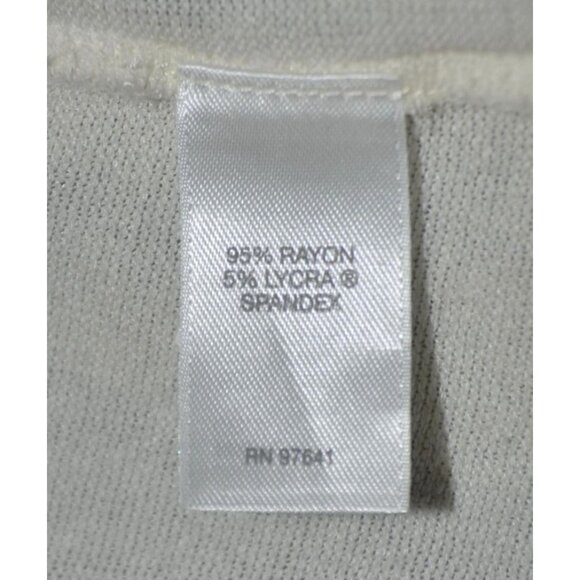 95% RAYON
5% LYCRA ®
SPANDEX
RN 97641